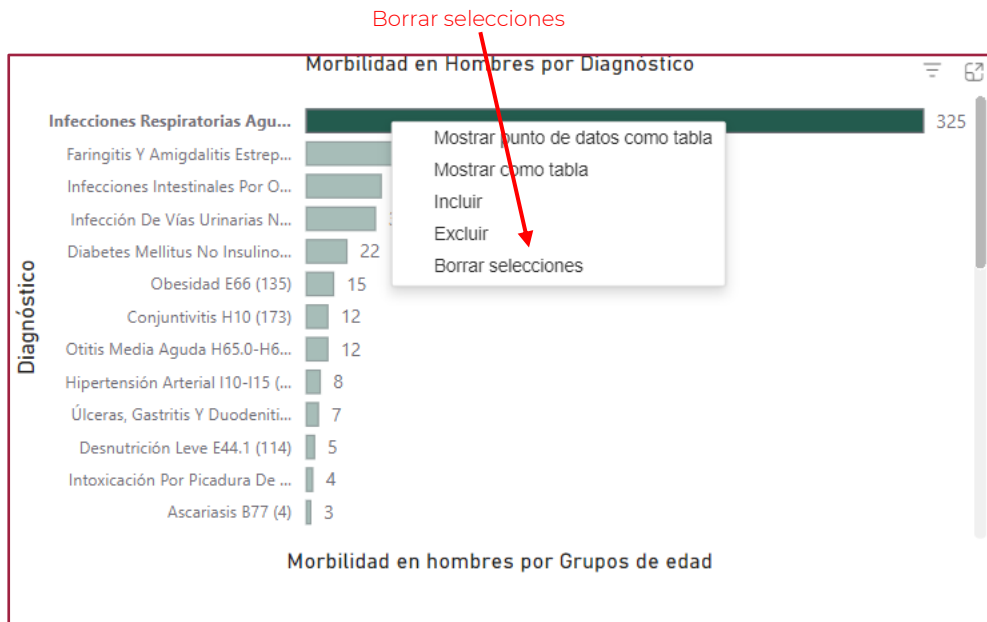 Borrar selecciones
Morbilidad en Hombres por Diagnóstico
Infecciones Respiratorias Agu... 325
Faringitis Y Amigdalitis Estrep...
Infecciones Intestinales Por O...
Infección De Vías Urinarias N...
Diabetes Mellitus No Insulino... 22
Obesidad E66 (135) 15
Conjuntivitis H10 (173) 12
Otitis Media Aguda H65.0-H6... 12
Hipertensión Arterial I10-I15 (... 8
Úlceras, Gastritis Y Duodeniti... 7
Desnutrición Leve E44.1 (114) 5
Intoxicación Por Picadura De ... 4
Ascariasis B77 (4) 3
Diagnóstico
Mostrar punto de datos como tabla
Mostrar como tabla
Incluir
Excluir
Borrar selecciones
Morbilidad en hombres por Grupos de edad